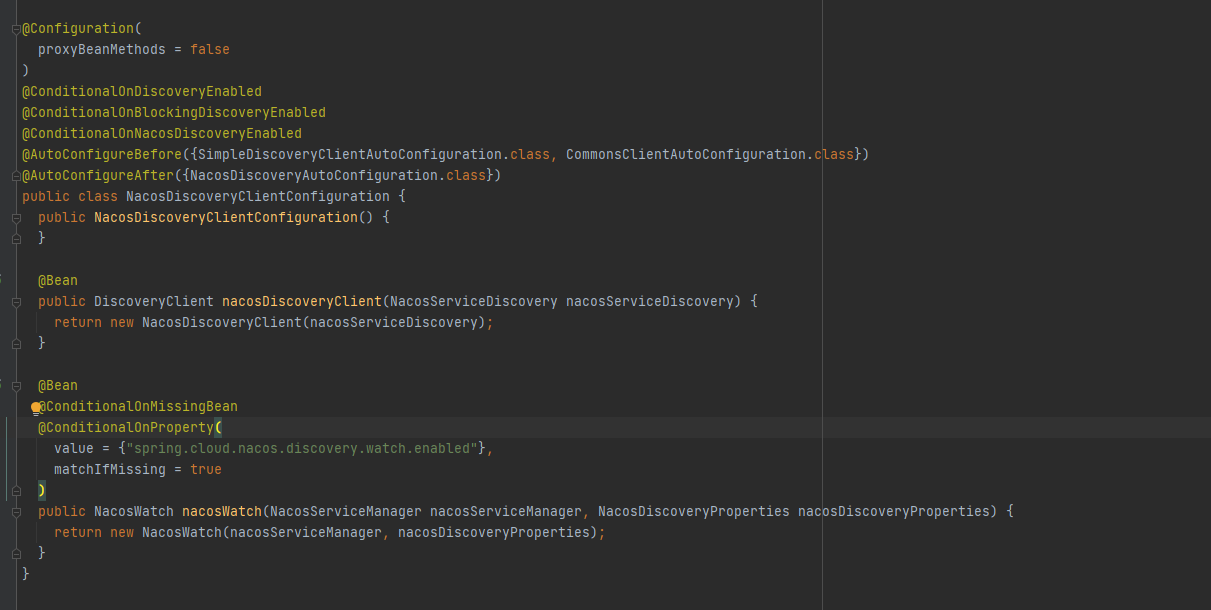 @Configuration(
  proxyBeanMethods = false
)
@ConditionalOnDiscoveryEnabled
@ConditionalOnBlockingDiscoveryEnabled
@ConditionalOnNacosDiscoveryEnabled
@AutoConfigureBefore({SimpleDiscoveryClientAutoConfiguration.class, CommonsClientAutoConfiguration.class})
@AutoConfigureAfter({NacosDiscoveryAutoConfiguration.class})
public class NacosDiscoveryClientConfiguration {
  public NacosDiscoveryClientConfiguration() {
  }

  @Bean
  public DiscoveryClient nacosDiscoveryClient(NacosServiceDiscovery nacosServiceDiscovery) {
    return new NacosDiscoveryClient(nacosServiceDiscovery);
  }

  @Bean
  @ConditionalOnMissingBean
  @ConditionalOnProperty(
    value = {"spring.cloud.nacos.discovery.watch.enabled"},
    matchIfMissing = true
  )
  public NacosWatch nacosWatch(NacosServiceManager nacosServiceManager, NacosDiscoveryProperties nacosDiscoveryProperties) {
    return new NacosWatch(nacosServiceManager, nacosDiscoveryProperties);
  }
}